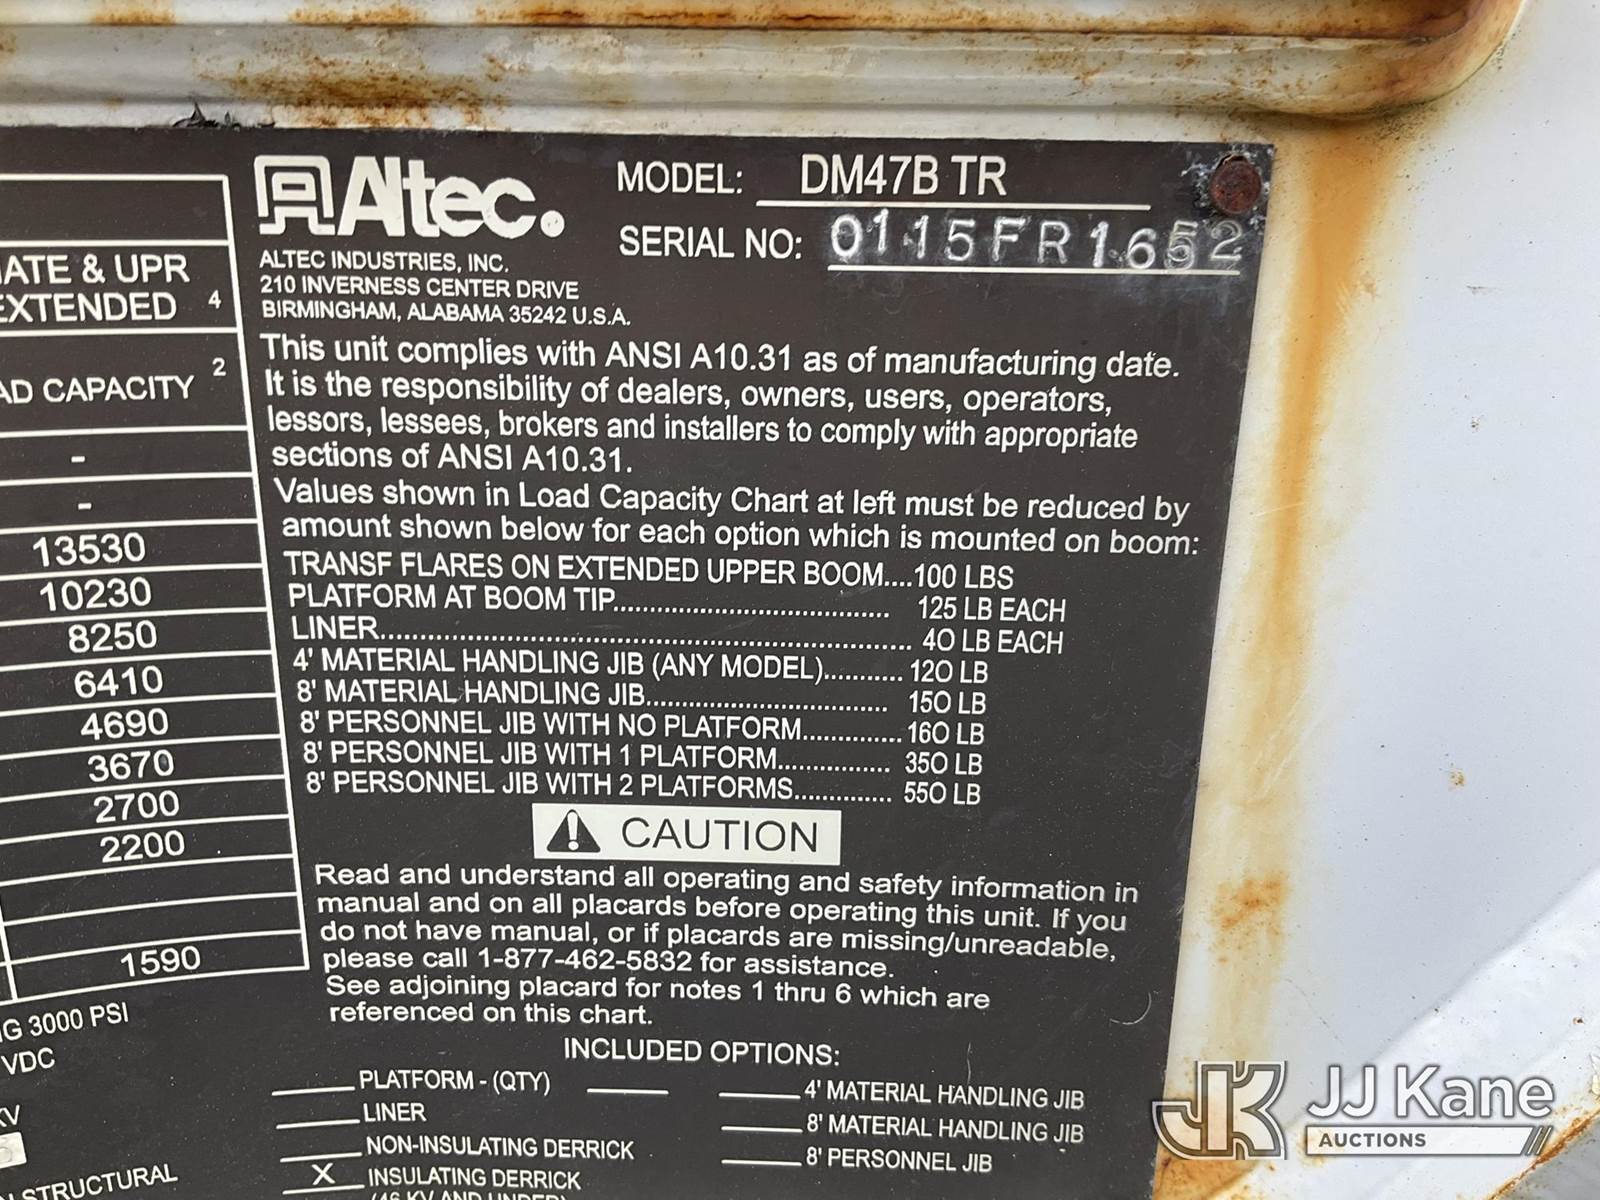 Altec.
MODEL: DM47B TR
SERIAL NO: 0115FR1652
ALTEC INDUSTRIES, INC.
210 INVERNESS CENTER DRIVE
BIRMINGHAM, ALABAMA 35242 U.S.A.
& UPR
EXTENDED 4
CAPACITY 2
-
-
13530
10230
8250
6410
4690
3670
2700
2200
1590
3000 PSI
VDC
This unit complies with ANSI A10.31 as of manufacturing date.
It is the responsibility of dealers, owners, users, operators,
lessors, lessees, brokers and installers to comply with appropriate
sections of ANSI A10.31.
Values shown in Load Capacity Chart at left must be reduced by
amount shown below for each option which is mounted on boom:
TRANSF FLARES ON EXTENDED UPPER BOOM....100 LBS
PLATFORM AT BOOM TIP.................................... 125 LB EACH
LINER.................................................................... 40 LB EACH
4' MATERIAL HANDLING JIB (ANY MODEL)........... 120 LB
8' MATERIAL HANDLING JIB................................ 150 LB
8' PERSONNEL JIB WITH NO PLATFORM.............. 160 LB
8' PERSONNEL JIB WITH 1 PLATFORM................ 350 LB
8' PERSONNEL JIB WITH 2 PLATFORMS.............. 550 LB
CAUTION
Read and understand all operating and safety information in
manual and on all placards before operating this unit. If you
do not have manual, or if placards are missing/unreadable,
please call 1-877-462-5832 for assistance.
See adjoining placard for notes 1 thru 6 which are
referenced on this chart.
INCLUDED OPTIONS:
PLATFORM - (QTY)
LINER
NON-INSULATING DERRICK
X INSULATING DERRICK
(46 KV AND UNDER)
4' MATERIAL HANDLING JIB
8' MATERIAL HANDLING JIB
8' PERSONNEL JIB
JK JJ Kane
AUCTIONS